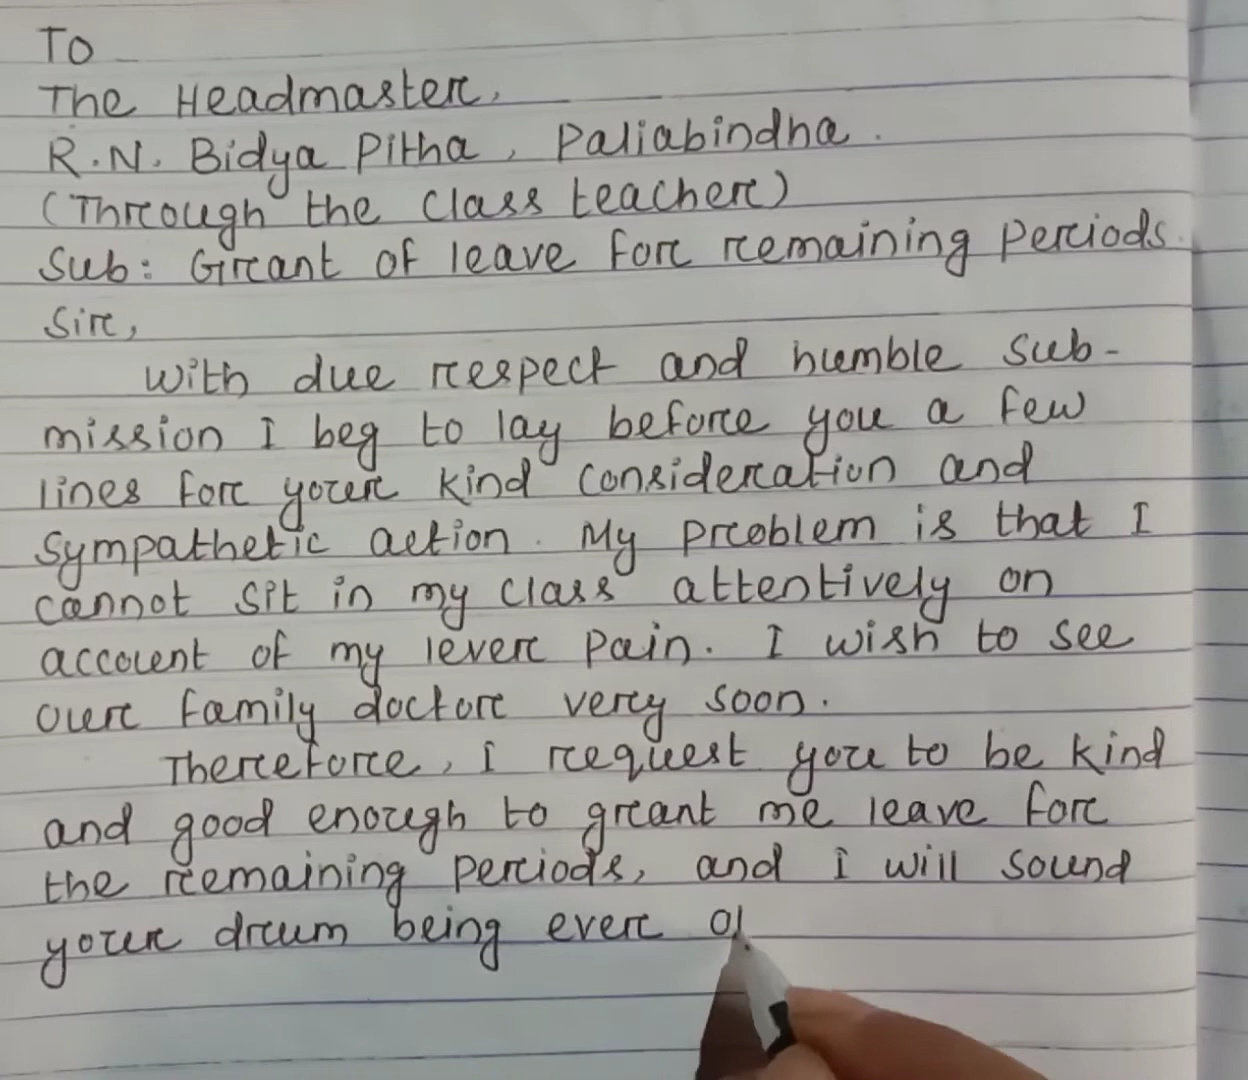 To
The Headmaster,
R.N. Bidya Pitha, Paliabindha.
(Through the class teacher)
Sub: Grant of leave for remaining periods.
Sir,
With due respect and humble sub-
mission I beg to lay before you a few
lines for your kind consideration and
sympathetic action. My problem is that I
cannot sit in my class attentively on
account of my lever pain. I wish to see
our family doctor very soon.
Therefore, I request you to be kind
and good enough to grant me leave for
the remaining periods, and I will sound
your drum being ever